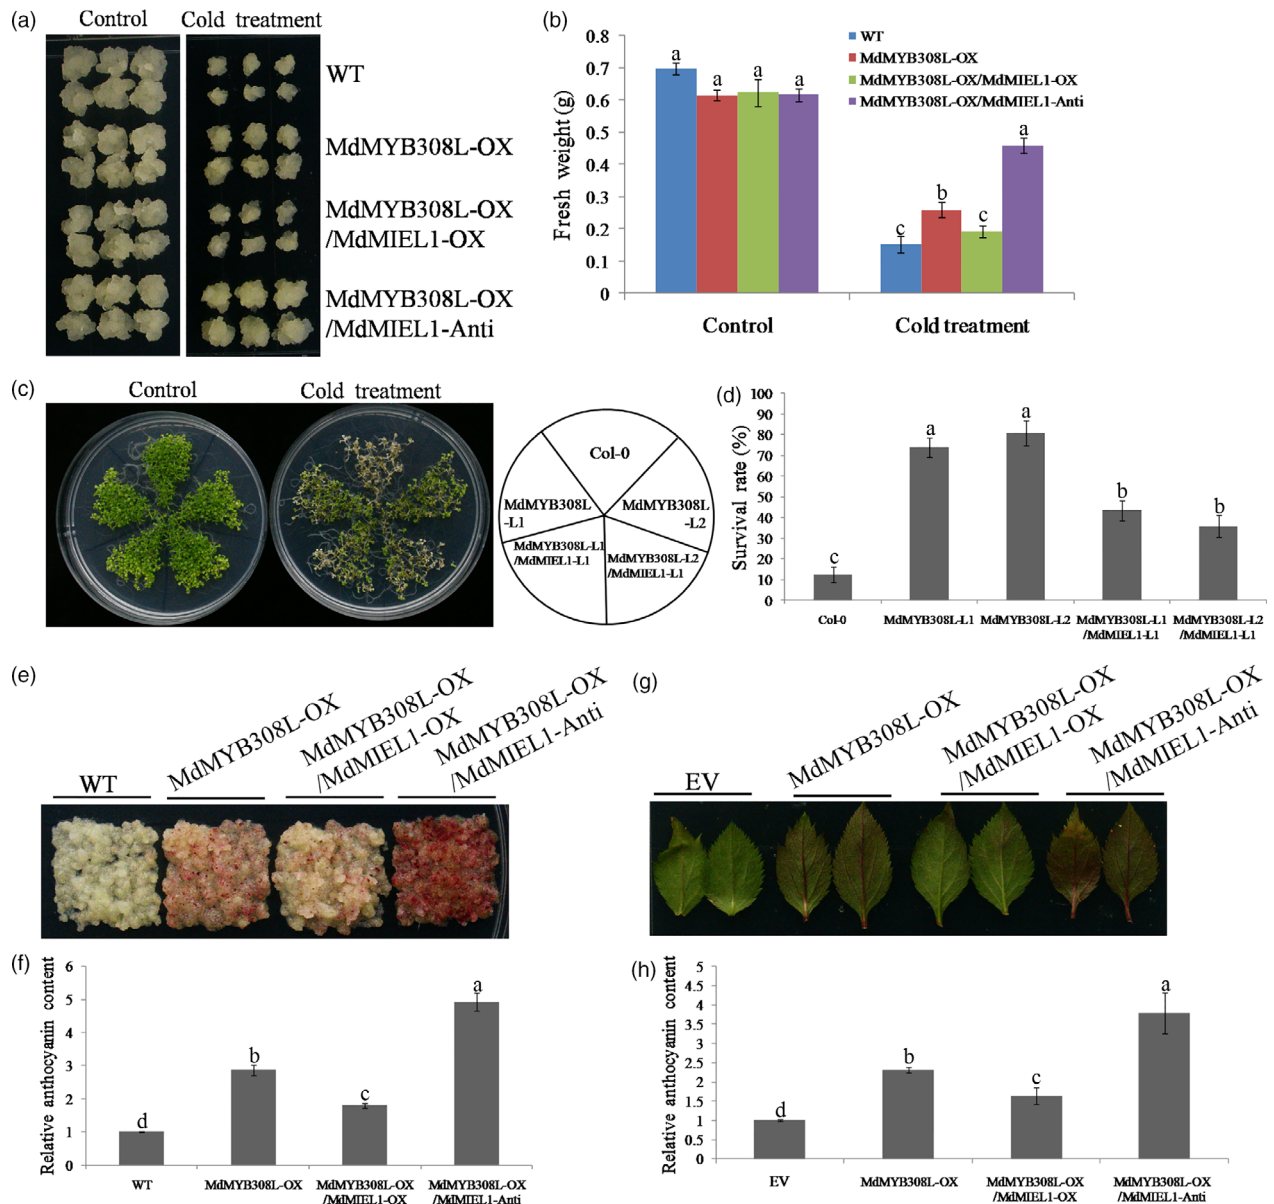 (a)
Control
Cold treatment
WT
MdMYB308L-OX
MdMYB308L-OX
/MdMIEL1-OX
MdMYB308L-OX
/MdMIEL1-Anti
(b)
Fresh weight (g)
0.8
0.7
0.6
0.5
0.4
0.3
0.2
0.1
0
WT
MdMYB308L-OX
MdMYB308L-OX/MdMIEL1-OX
MdMYB308L-OX/MdMIEL1-Anti
a
a
a
a
c
b
c
a
Control
Cold treatment
(c)
Control
Cold treatment
Col-0
MdMYB308L
-L1
MdMYB308L
-L2
MdMYB308L-L1
/MdMIEL1-L1
MdMYB308L-L2
/MdMIEL1-L1
(d)
Survival rate (%)
100
90
80
70
60
50
40
30
20
10
0
c
a
a
b
b
Col-0
MdMYB308L-L1
MdMYB308L-L2
MdMYB308L-L1
/MdMIEL1-L1
MdMYB308L-L2
/MdMIEL1-L1
(e)
WT
MdMYB308L-OX
MdMYB308L-OX
/MdMIEL1-OX
MdMYB308L-OX
/MdMIEL1-Anti
(g)
EV
MdMYB308L-OX
MdMYB308L-OX
/MdMIEL1-OX
MdMYB308L-OX
/MdMIEL1-Anti
(f)
Relative anthocyanin content
6
5
4
3
2
1
0
d
b
c
a
WT
MdMYB308L-OX
MdMYB308L-OX
/MdMIEL1-OX
MdMYB308L-OX
/MdMIEL1-Anti
(h)
Relative anthocyanin content
5
4.5
4
3.5
3
2.5
2
1.5
1
0.5
0
d
b
c
a
EV
MdMYB308L-OX
MdMYB308L-OX
/MdMIEL1-OX
MdMYB308L-OX
/MdMIEL1-Anti